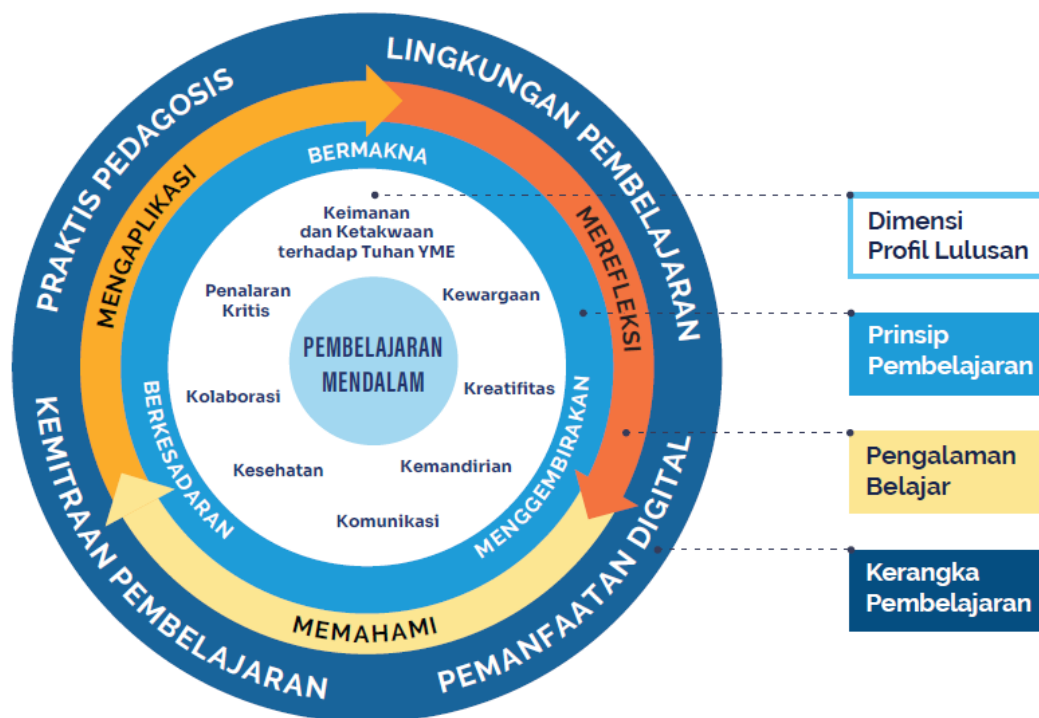 PRAKTIS PEDAGOSIS
LINGKUNGAN PEMBELAJARAN
PEMANFAATAN DIGITAL
KEMITRAAN PEMBELAJARAN
MENGAPLIKASI
MEREFLEKSI
MEMAHAMI
BERMAKNA
MENGGEMBIRAKAN
BERKESADARAN
Keimanan
dan Ketakwaan
terhadap Tuhan YME
Kewargaan
Kreatifitas
Kemandirian
Komunikasi
Kesehatan
Kolaborasi
Penalaran
Kritis
PEMBELAJARAN
MENDALAM
Dimensi
Profil Lulusan
Prinsip
Pembelajaran
Pengalaman
Belajar
Kerangka
Pembelajaran